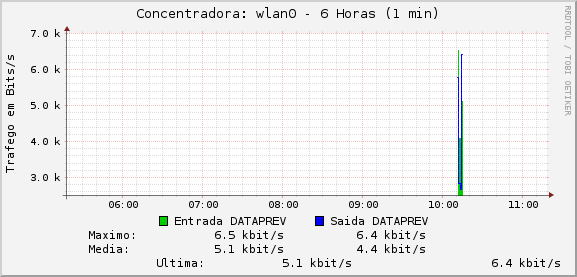 Concentradora: wlan0 - 6 Horas (1 min)
RRDTOOL / TOBI OETIKER
Trafego em Bits/s
7.0 k
6.0 k
5.0 k
4.0 k
3.0 k
06:00 07:00 08:00 09:00 10:00 11:00
Entrada DATAPREV Saida DATAPREV
Maximo: 6.5 kbit/s 6.4 kbit/s
Media: 5.1 kbit/s 4.4 kbit/s
Ultima: 5.1 kbit/s 6.4 kbit/s